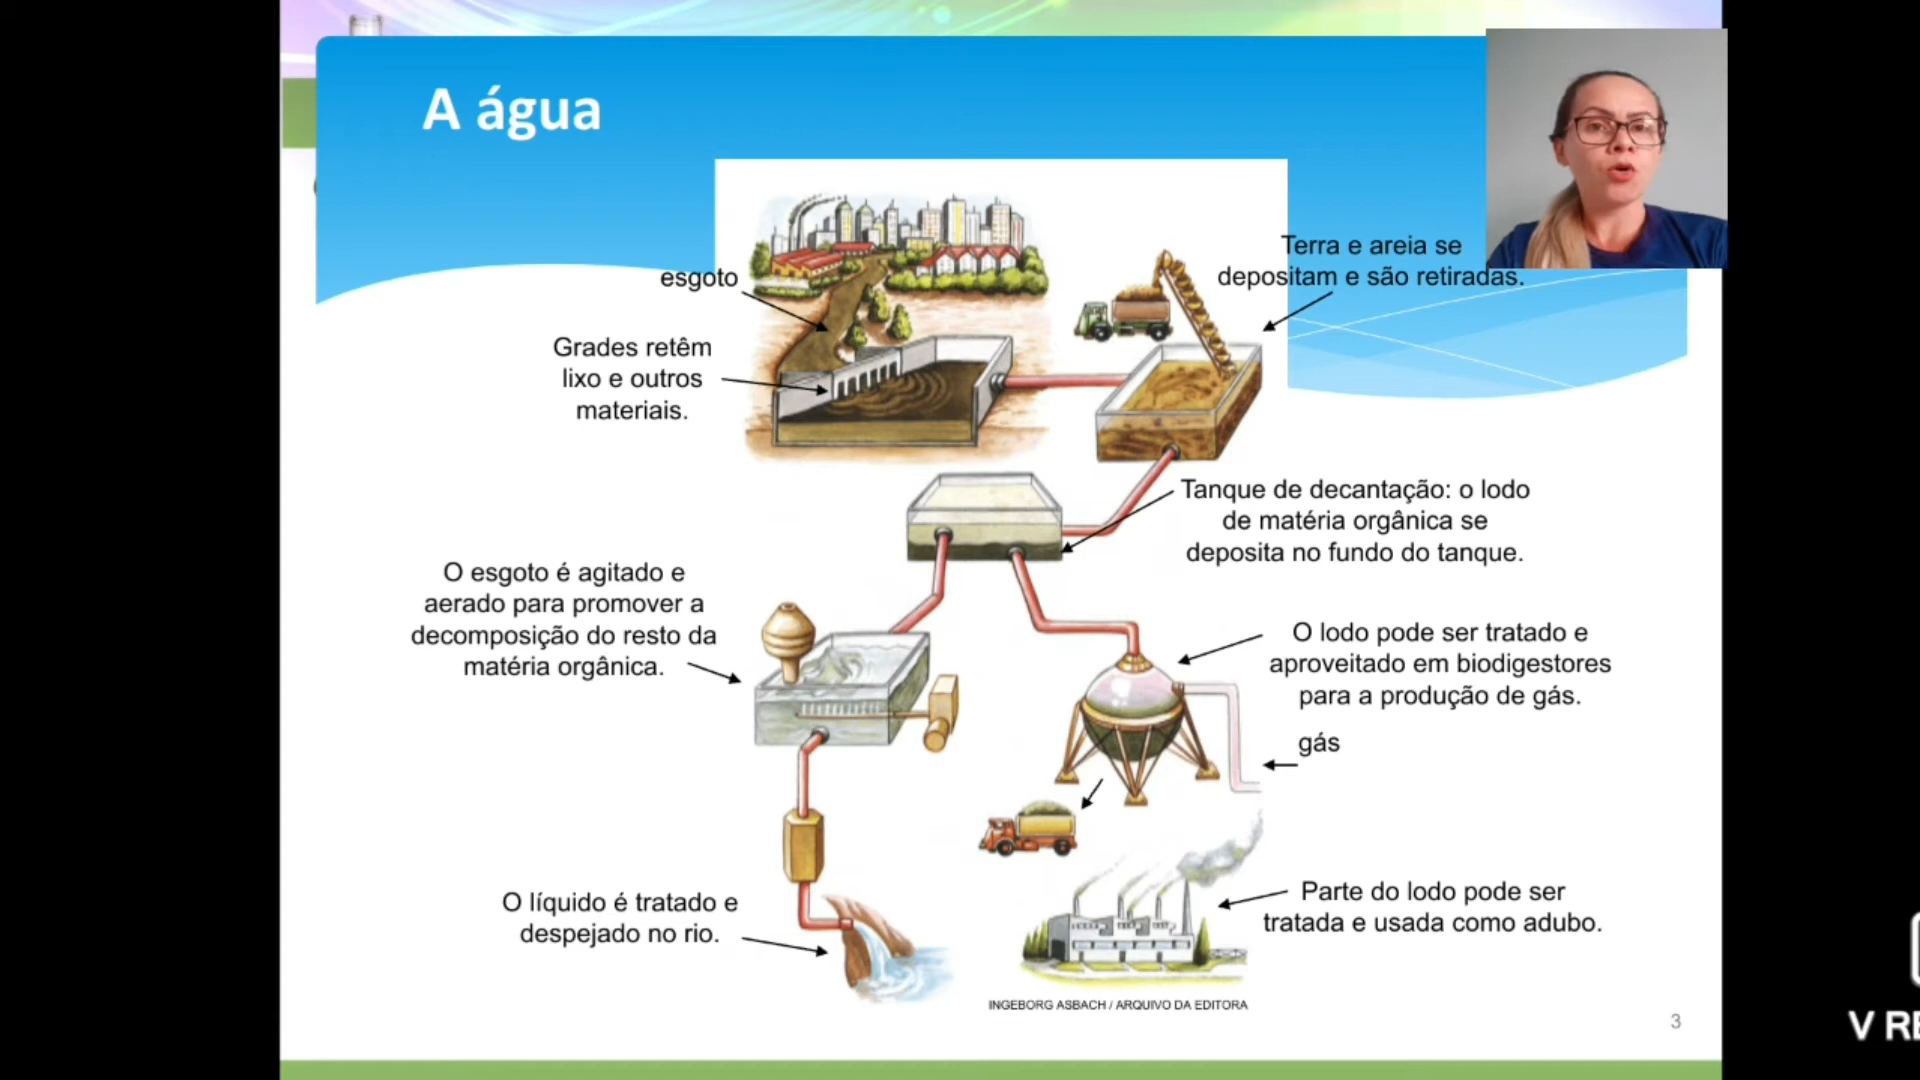 A água
esgoto
Terra e areia se
depositam e são retiradas.
Grades retêm
lixo e outros
materiais.
Tanque de decantação: o lodo
de matéria orgânica se
deposita no fundo do tanque.
O esgoto é agitado e
aerado para promover a
decomposição do resto da
matéria orgânica.
O lodo pode ser tratado e
aproveitado em biodigestores
para a produção de gás.
gás
O líquido é tratado e
despejado no rio.
Parte do lodo pode ser
tratada e usada como adubo.
INGEBORG ASBACH / ARQUIVO DA EDITORA
3